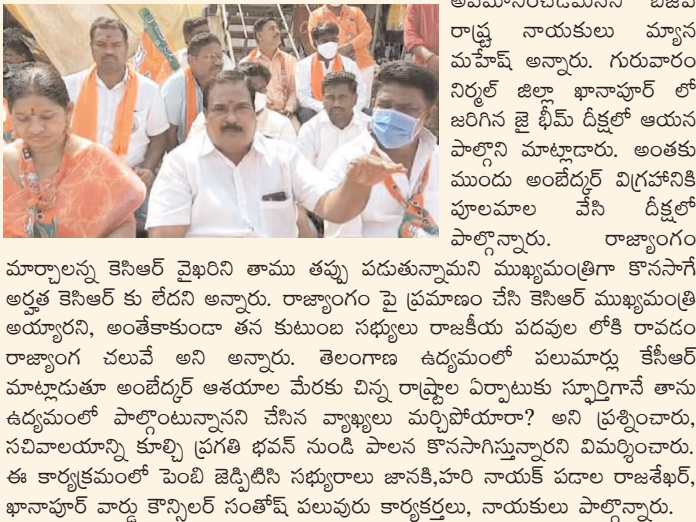 అవమానించడమేనని బిజెపి
రాష్ట్ర నాయకులు మ్యాన
మహేష్ అన్నారు. గురువారం
నిర్మల్ జిల్లా ఖానాపూర్ లో
జరిగిన జై భీమ్ దీక్షలో ఆయన
పాల్గొని మాట్లాడారు. అంతకు
ముందు అంబేద్కర్ విగ్రహానికి
పూలమాల వేసి దీక్షలో
పాల్గొన్నారు. రాజ్యాంగం
మార్చాలన్న కెసిఆర్ వైఖరిని తాము తప్పు పడుతున్నామని ముఖ్యమంత్రిగా కొనసాగే
అర్హత కెసిఆర్ కు లేదని అన్నారు. రాజ్యాంగం పై ప్రమాణం చేసి కెసిఆర్ ముఖ్యమంత్రి
అయ్యారని, అంతేకాకుండా తన కుటుంబ సభ్యులు రాజకీయ పదవుల లోకి రావడం
రాజ్యాంగ చలువే అని అన్నారు. తెలంగాణ ఉద్యమంలో పలుమార్లు కేసీఆర్
మాట్లాడుతూ అంబేద్కర్ ఆశయాల మేరకు చిన్న రాష్ట్రాల ఏర్పాటుకు స్ఫూర్తిగానే తాను
ఉద్యమంలో పాల్గొంటున్నానని చేసిన వ్యాఖ్యలు మర్చిపోయారా? అని ప్రశ్నించారు,
సచివాలయాన్ని కూల్చి ప్రగతి భవన్ నుండి పాలన కొనసాగిస్తున్నారని విమర్శించారు.
ఈ కార్యక్రమంలో పెంబి జెడ్పిటిసి సభ్యురాలు జానకి,హరి నాయక్ పడాల రాజశేఖర్,
ఖానాపూర్ వార్డు కౌన్సిలర్ సంతోష్ పలువురు కార్యకర్తలు, నాయకులు పాల్గొన్నారు.